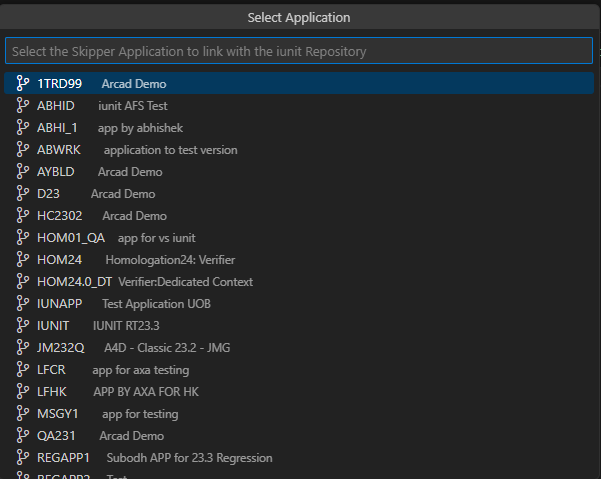 Select Application
Select the Skipper Application to link with the iunit Repository
1TRD99 Arcad Demo
ABHID iunit AFS Test
ABHI_1 app by abhishek
ABWRK application to test version
AYBLD Arcad Demo
D23 Arcad Demo
HC2302 Arcad Demo
HOM01_QA app for vs iunit
HOM24 Homologation24: Verifier
HOM24.0_DT Verifier:Dedicated Context
IUNAPP Test Application UOB
IUNIT IUNIT RT23.3
JM232Q A4D - Classic 23.2 - JMG
LFCR app for axa testing
LFHK APP BY AXA FOR HK
MSGY1 app for testing
QA231 Arcad Demo
REGAPP1 Subodh APP for 23.3 Regression
REGAPP2 Test